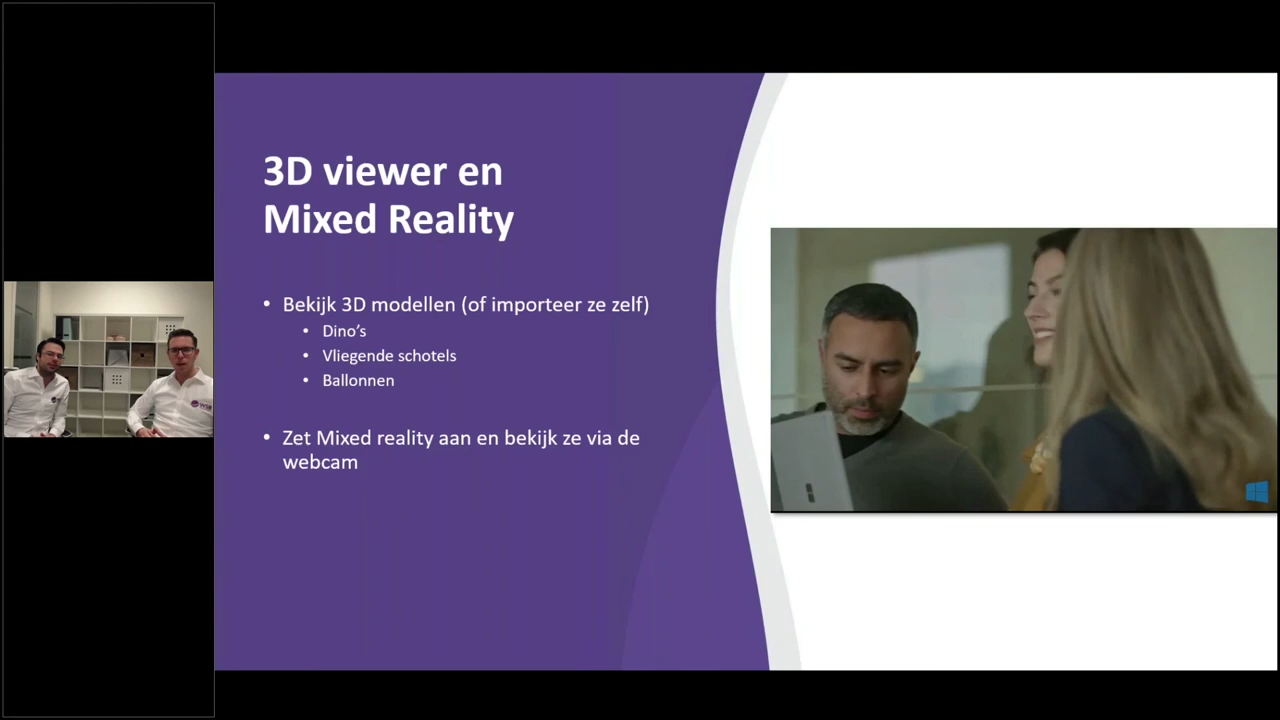 3D viewer en
Mixed Reality
• Bekijk 3D modellen (of importeer ze zelf)
• Dino’s
• Vliegende schotels
• Ballonnen
• Zet Mixed reality aan en bekijk ze via de
webcam